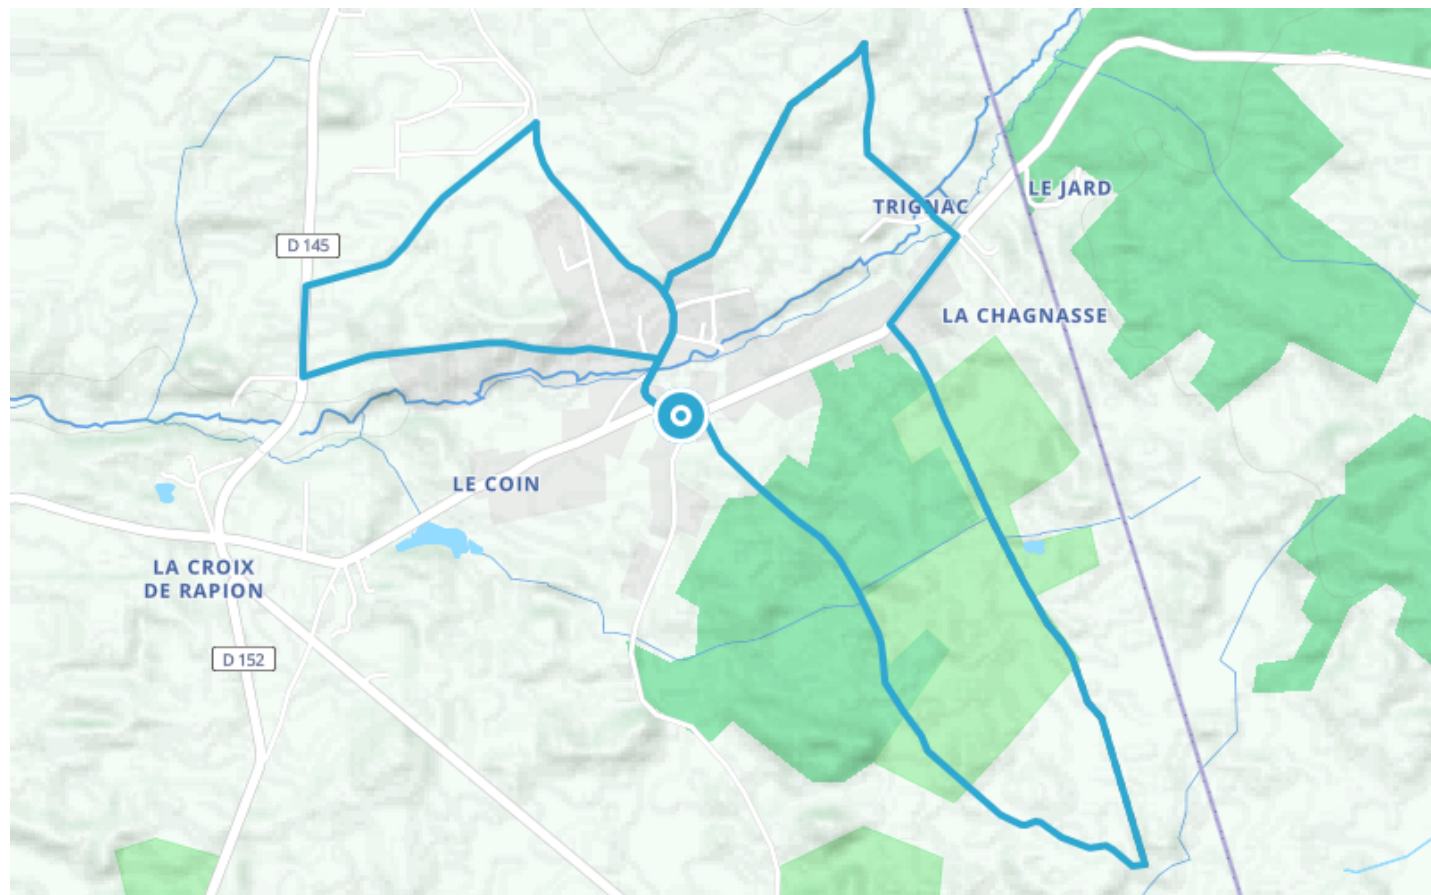 LE JARD
TRIGNAC
D 145
LA CHAGNASSE
LE COIN
LA CROIX
DE RAPION
D 152